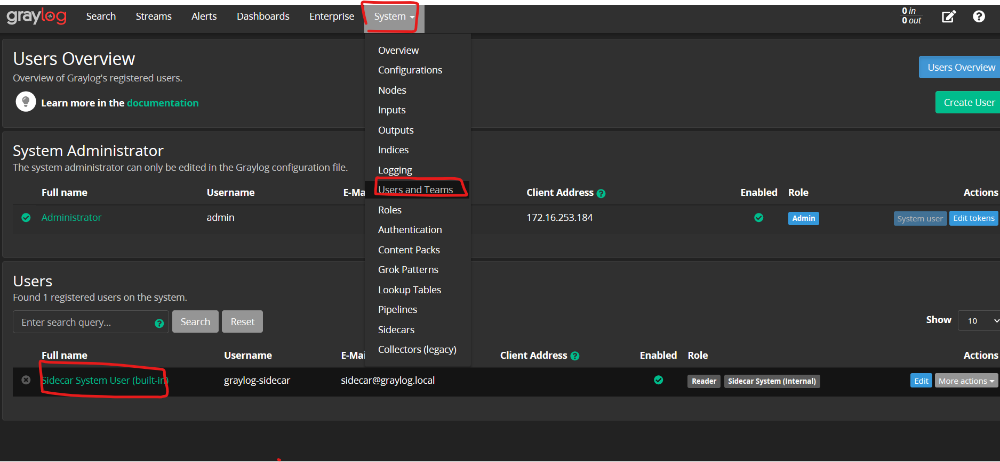 graylog Search Streams Alerts Dashboards Enterprise System 0 in
0 out
Overview
Configurations
Nodes
Inputs
Outputs
Indices
Logging
Users and Teams
Roles
Authentication
Content Packs
Grok Patterns
Lookup Tables
Pipelines
Sidecars
Collectors (legacy)
Users Overview
Overview of Graylog's registered users.
Learn more in the documentation
Users Overview
Create User
System Administrator
The system administrator can only be edited in the Graylog configuration file.
Full name Username E-Ma Client Address Enabled Role Actions
Administrator admin 172.16.253.184 Admin System user Edit tokens
Users
Found 1 registered users on the system.
Enter search query... Search Reset Show 10
Full name Username E-Mai Client Address Enabled Role Actions
Sidecar System User (built-in) graylog-sidecar sidecar@graylog.local Reader Sidecar System (Internal) Edit More actions